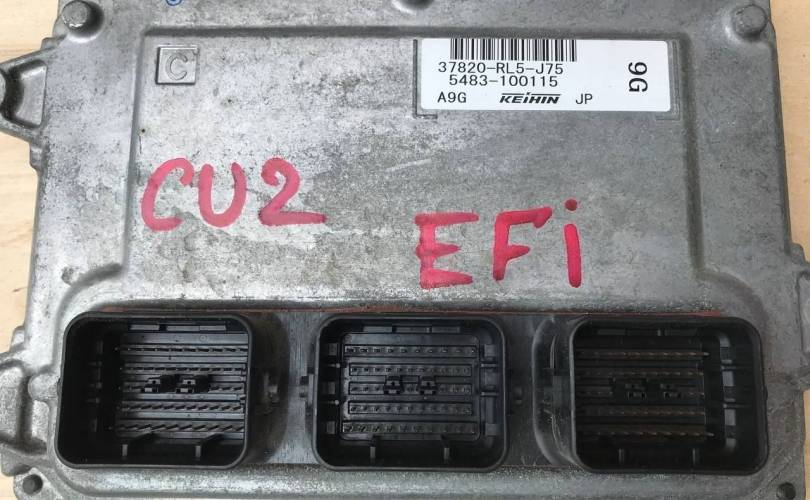 C
37820-RL5-J75
5483-100115
A9G KEIHIN JP
9G
CU2
EFi